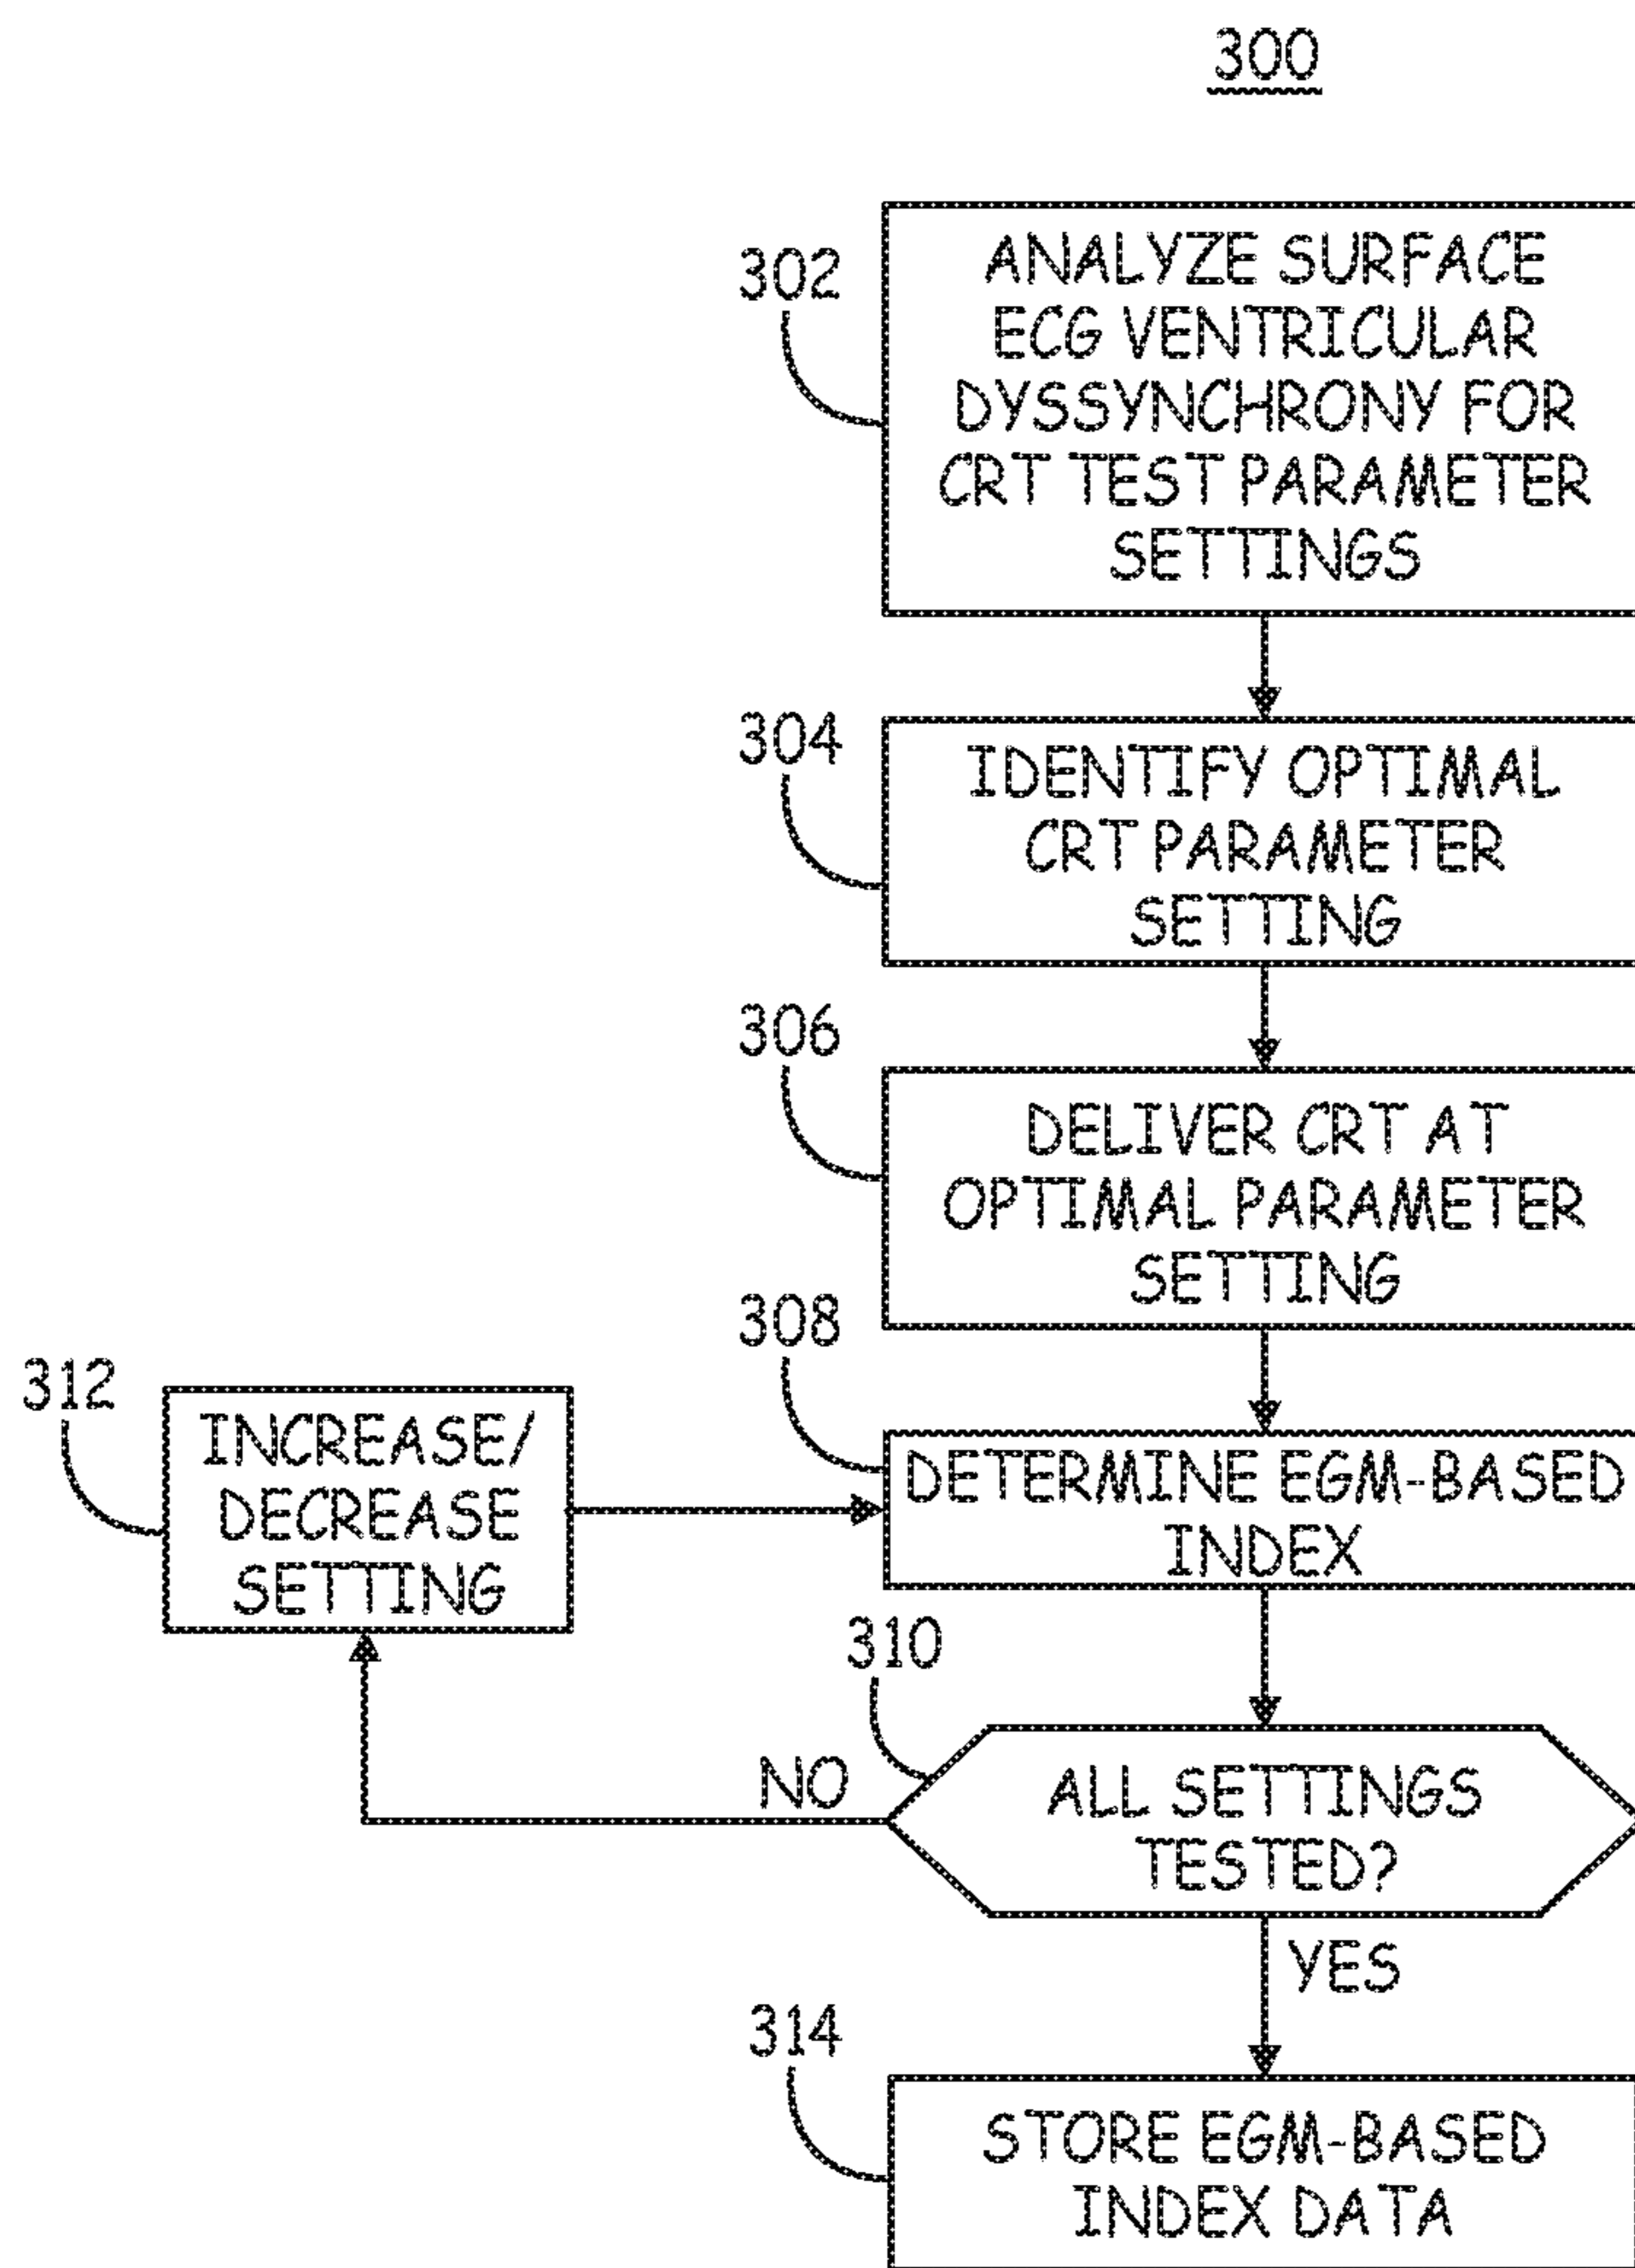 300
302
ANALYZE SURFACE
ECG VENTRICULAR
DYSSYNCHRONY FOR
CRT TEST PARAMETER
SETTINGS
304
IDENTIFY OPTIMAL
CRT PARAMETER
SETTING
306
DELIVER CRT AT
OPTIMAL PARAMETER
SETTING
308
DETERMINE EGM-BASED
INDEX
312
INCREASE/
DECREASE
SETTING
310
NO
ALL SETTINGS
TESTED?
YES
314
STORE EGM-BASED
INDEX DATA